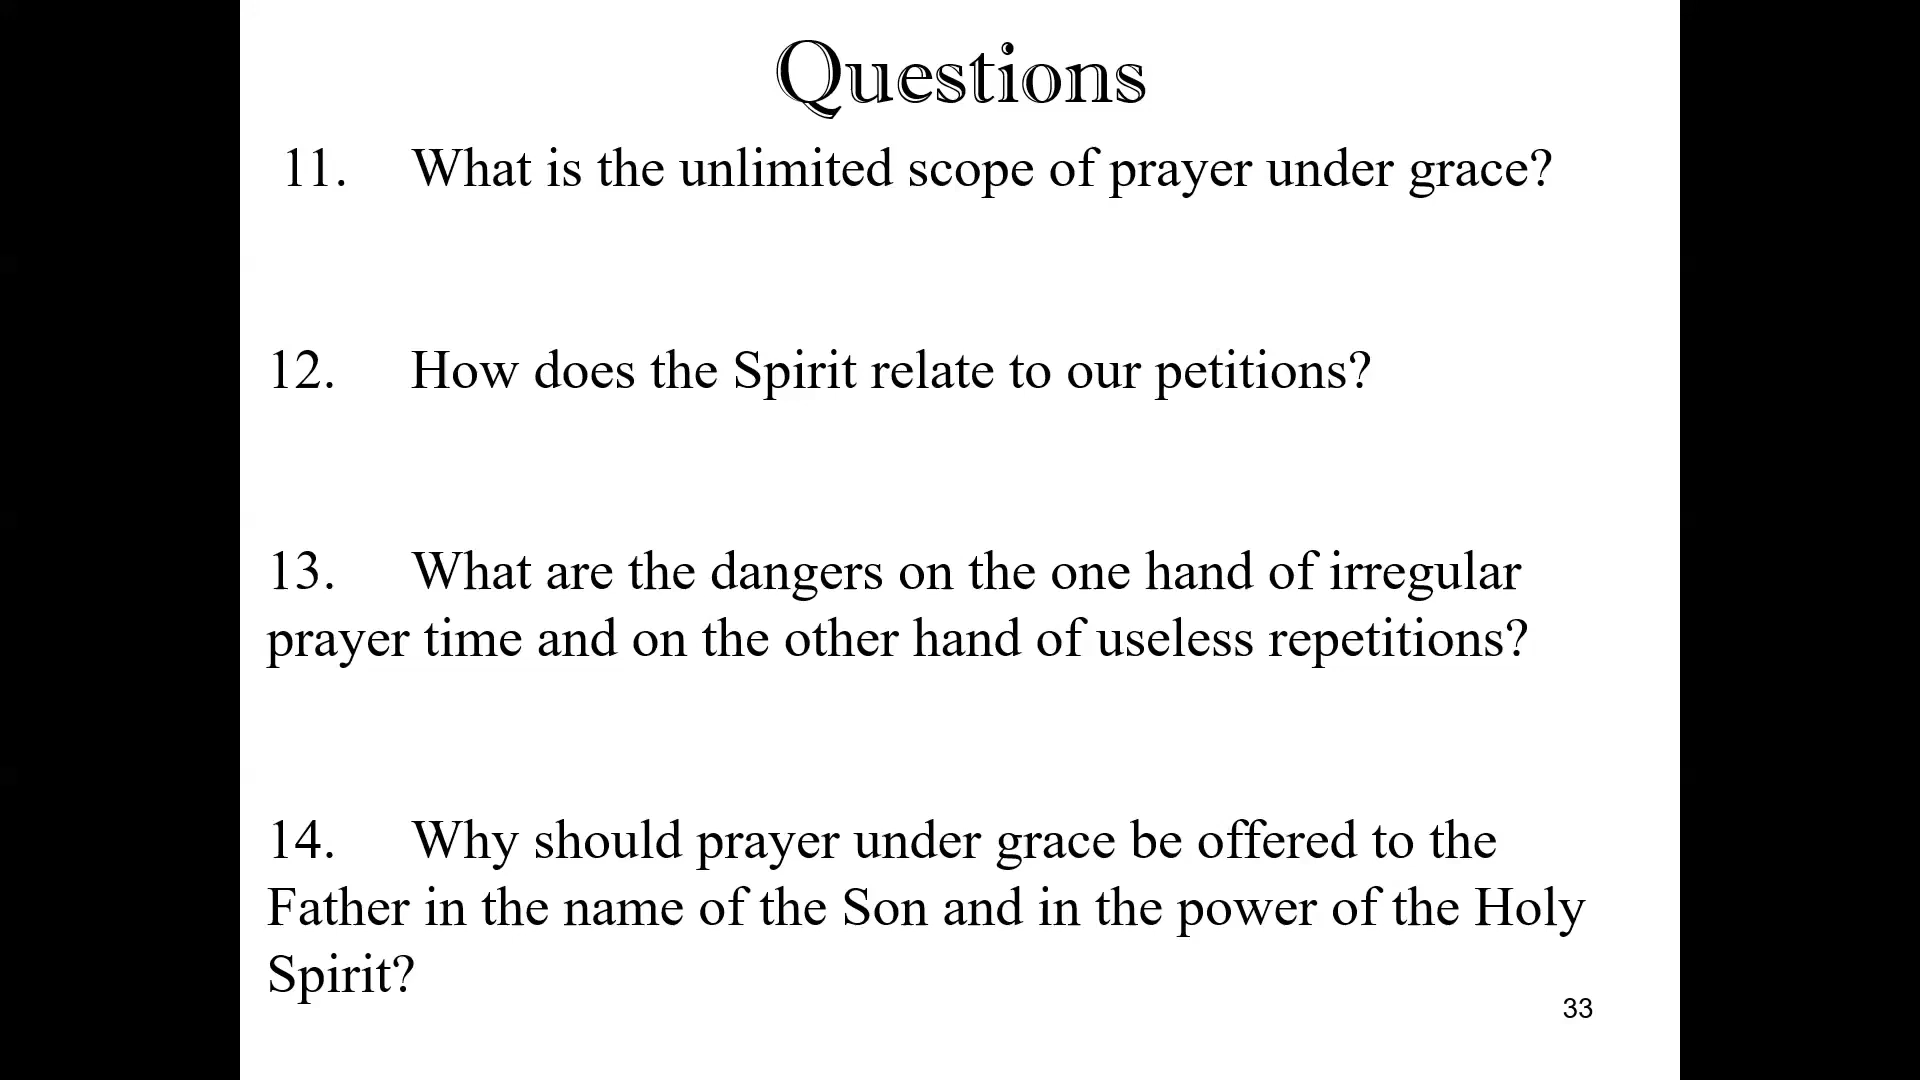 Questions
11. What is the unlimited scope of prayer under grace?
12. How does the Spirit relate to our petitions?
13. What are the dangers on the one hand of irregular
prayer time and on the other hand of useless repetitions?
14. Why should prayer under grace be offered to the
Father in the name of the Son and in the power of the Holy
Spirit?
33